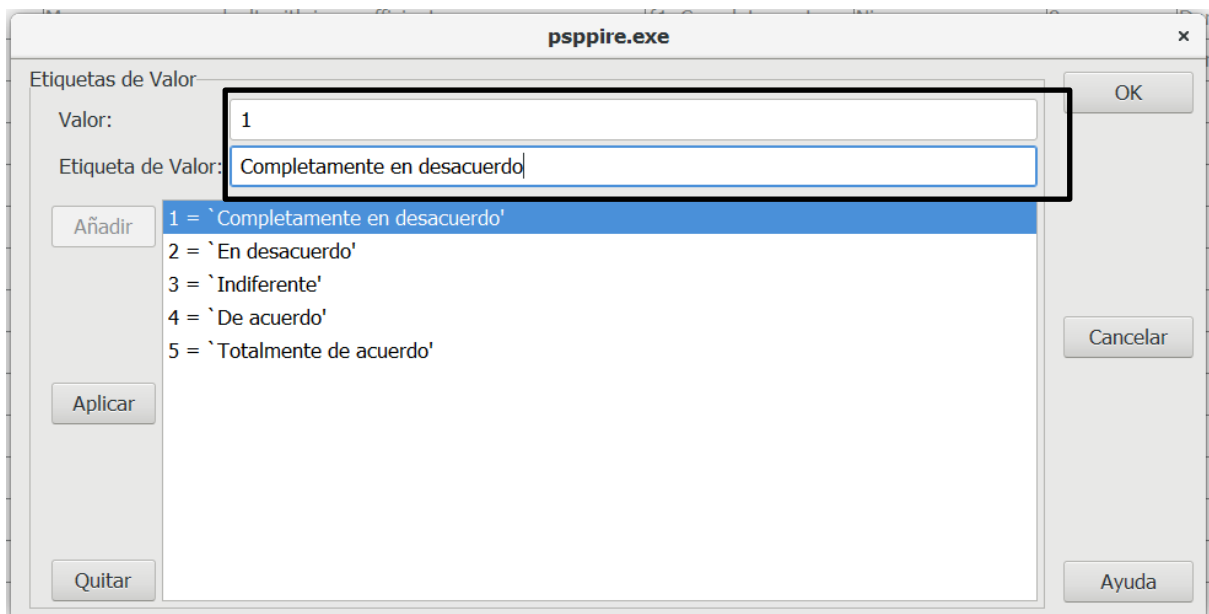 psppire.exe
×
Etiquetas de Valor
OK
Valor:
1
Etiqueta de Valor:
Completamente en desacuerdo
Añadir
1 = `Completamente en desacuerdo'
2 = `En desacuerdo'
3 = `Indiferente'
4 = `De acuerdo'
5 = `Totalmente de acuerdo'
Cancelar
Aplicar
Quitar
Ayuda